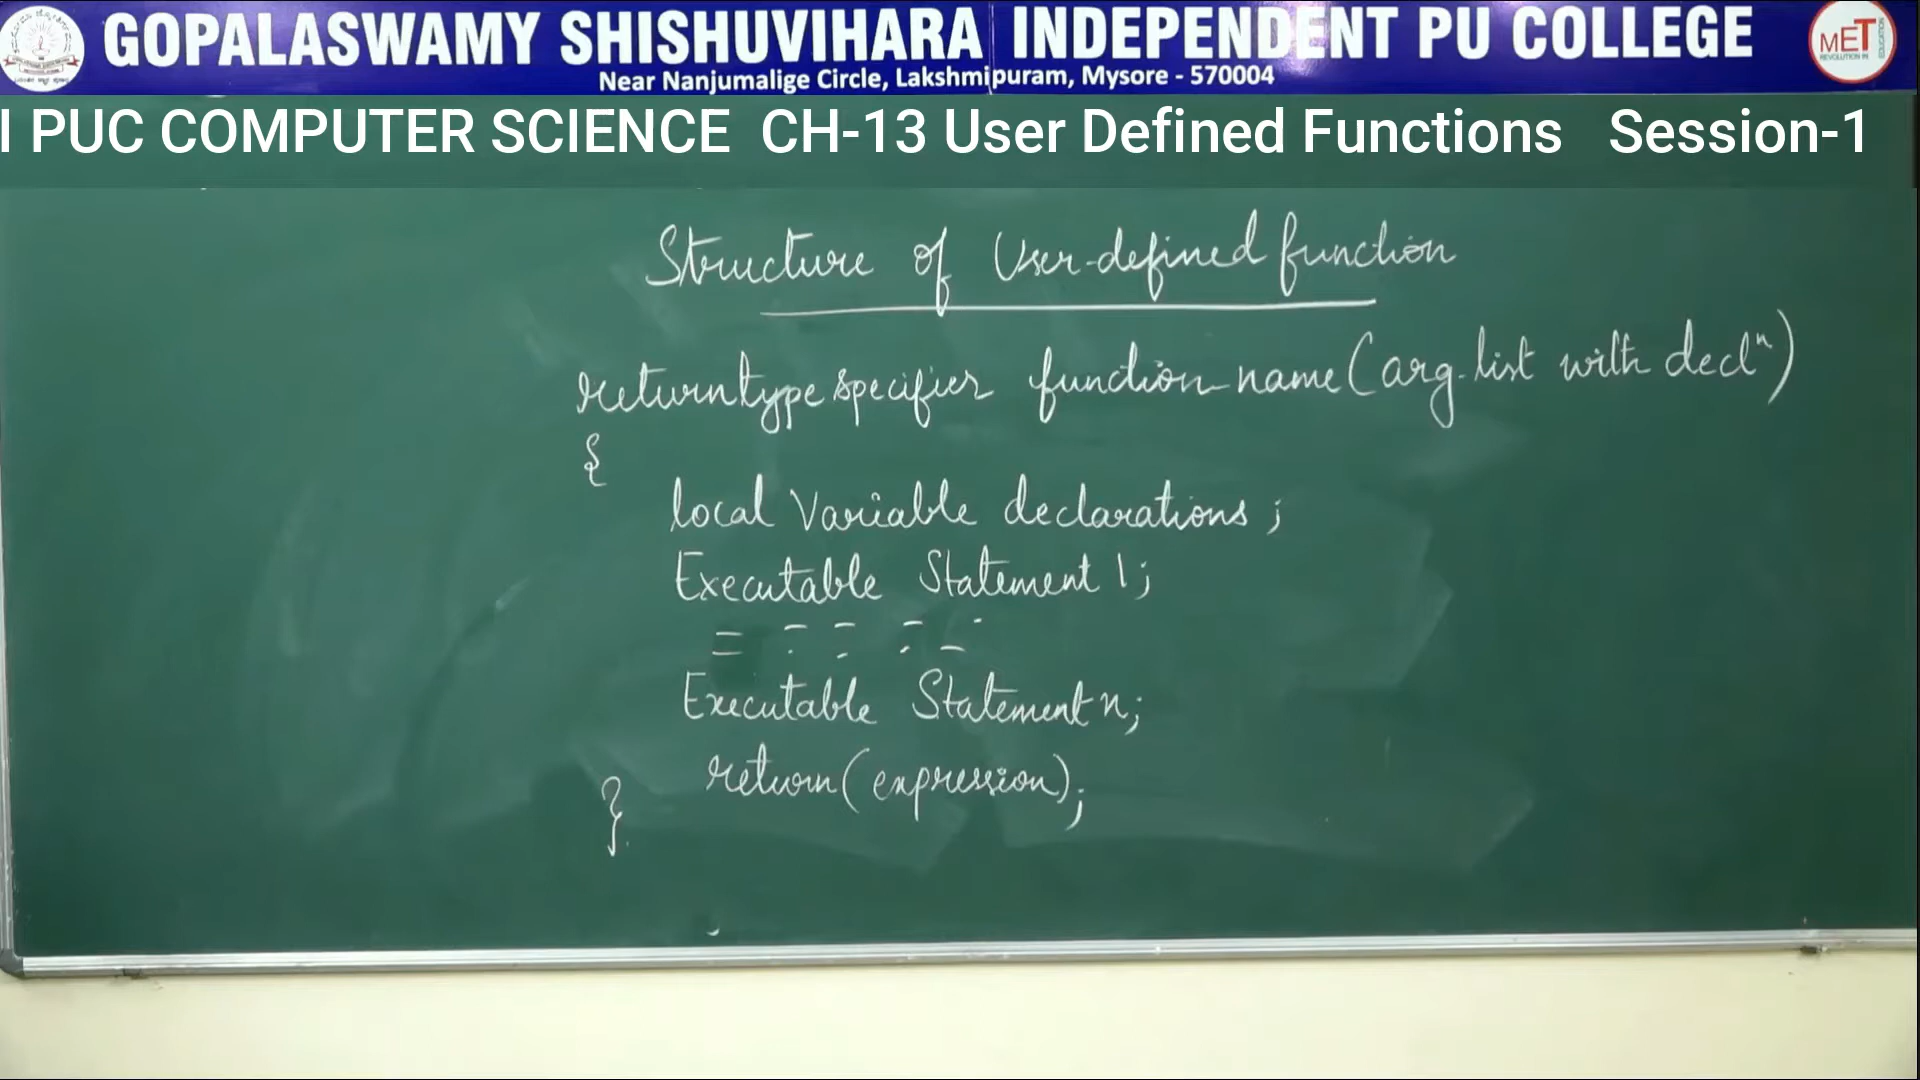 GOPALASWAMY SHISHUVIHARA INDEPENDENT PU COLLEGE
Near Nanjumalige Circle, Lakshmipuram, Mysore - 570004
MET
I PUC COMPUTER SCIENCE CH-13 User Defined Functions Session-1
Structure of User-defined function
returntype specifier function-name (arg-list with declⁿ)
{
local Variable declarations ;
Executable Statement 1;
Executable Statement n;
return (expression);
}